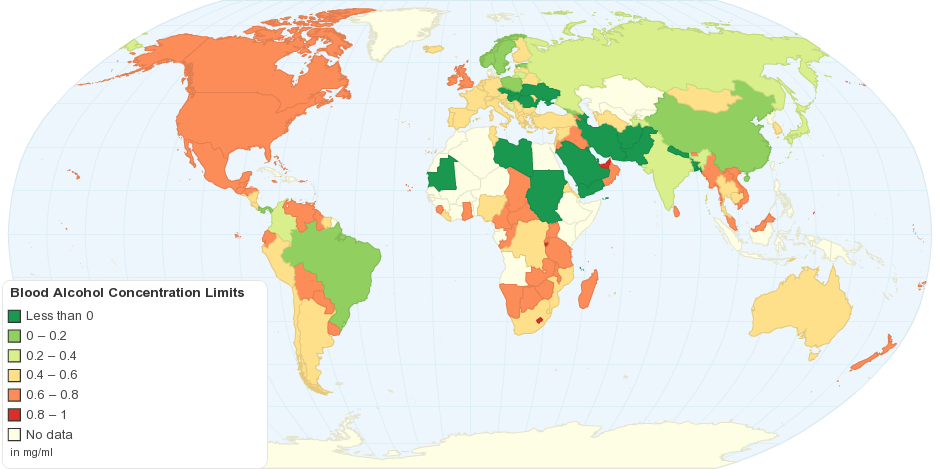 Blood Alcohol Concentration Limits
Less than 0
0 – 0.2
0.2 – 0.4
0.4 – 0.6
0.6 – 0.8
0.8 – 1
No data
in mg/ml